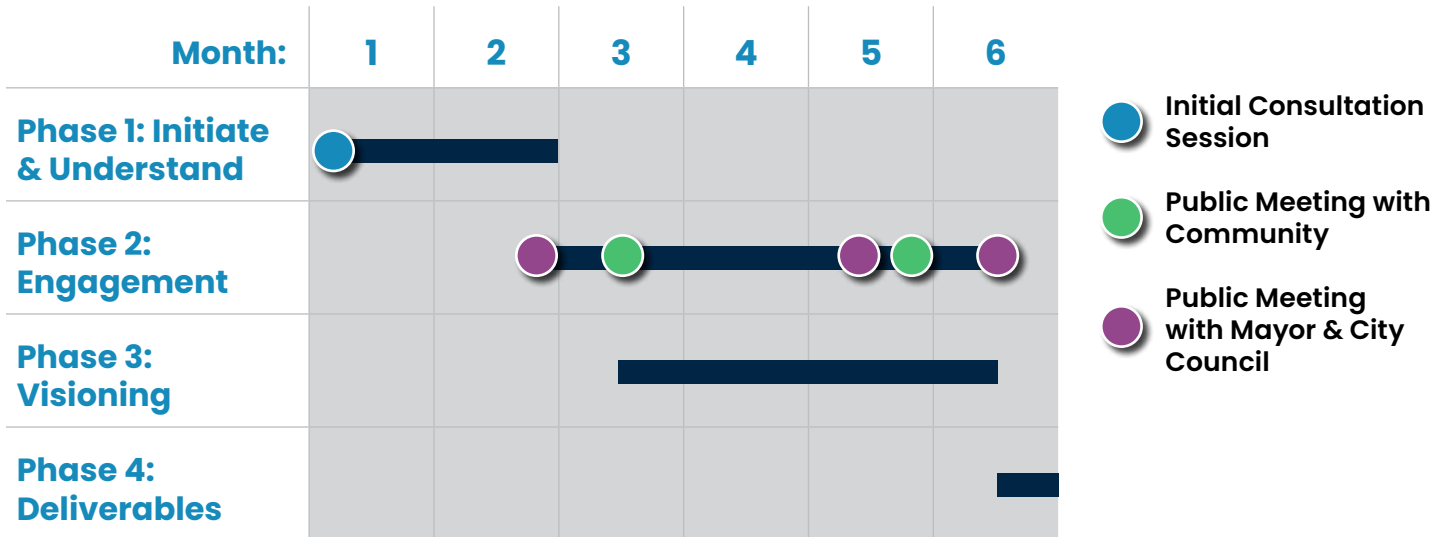 Month: 1 2 3 4 5 6
Phase 1: Initiate
& Understand
Phase 2:
Engagement
Phase 3:
Visioning
Phase 4:
Deliverables
Initial Consultation
Session
Public Meeting with
Community
Public Meeting
with Mayor & City
Council